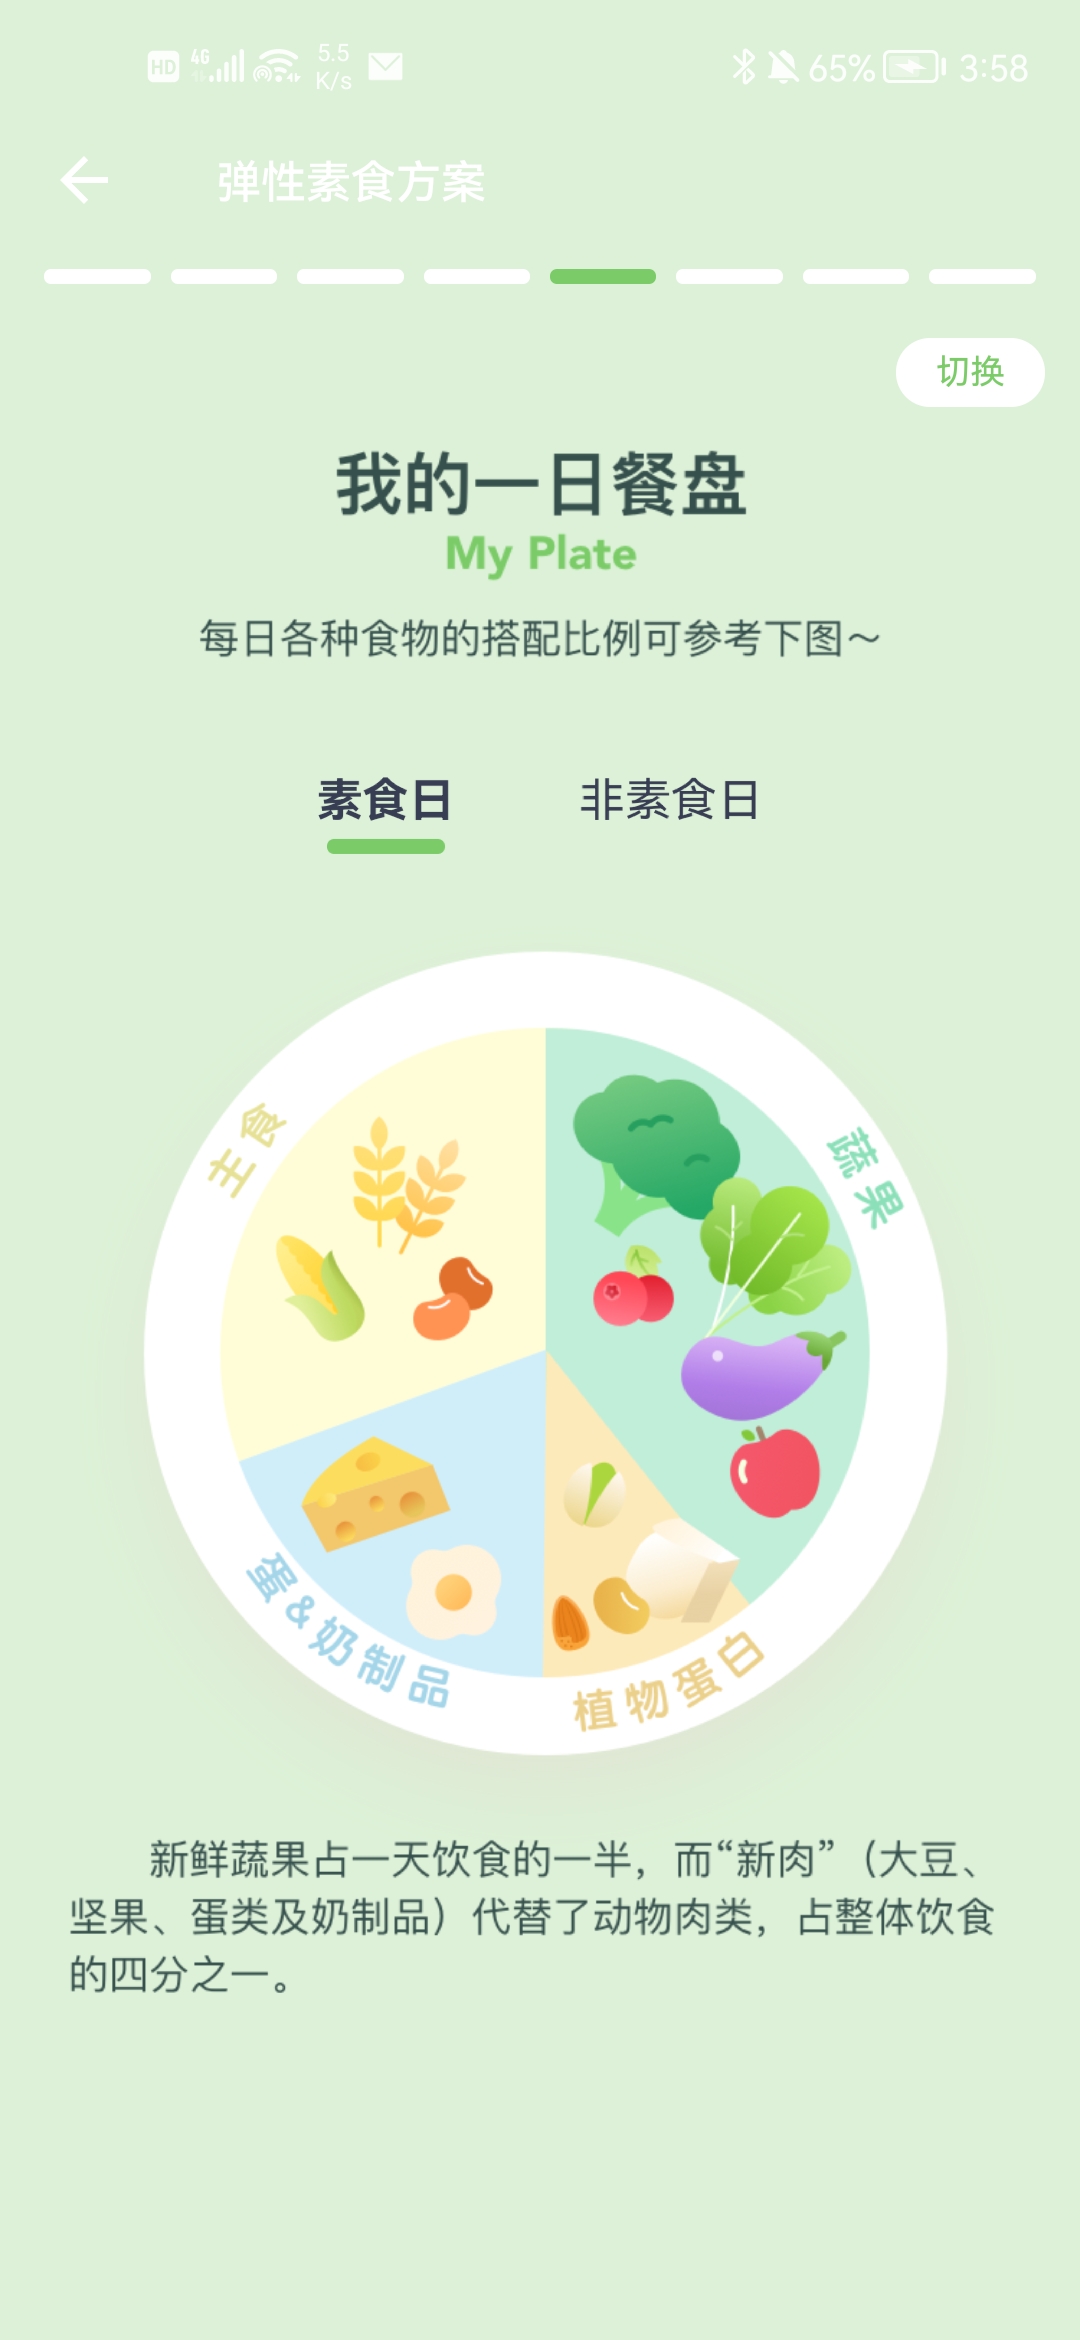 HD 4G 5.5 K/s 65% 3:58
弹性素食方案
切换
我的一日餐盘
My Plate
每日各种食物的搭配比例可参考下图～
素食日 非素食日
主食
蔬果
蛋&奶制品
植物蛋白
新鲜蔬果占一天饮食的一半，而“新肉”（大豆、
坚果、蛋类及奶制品）代替了动物肉类，占整体饮食
的四分之一。